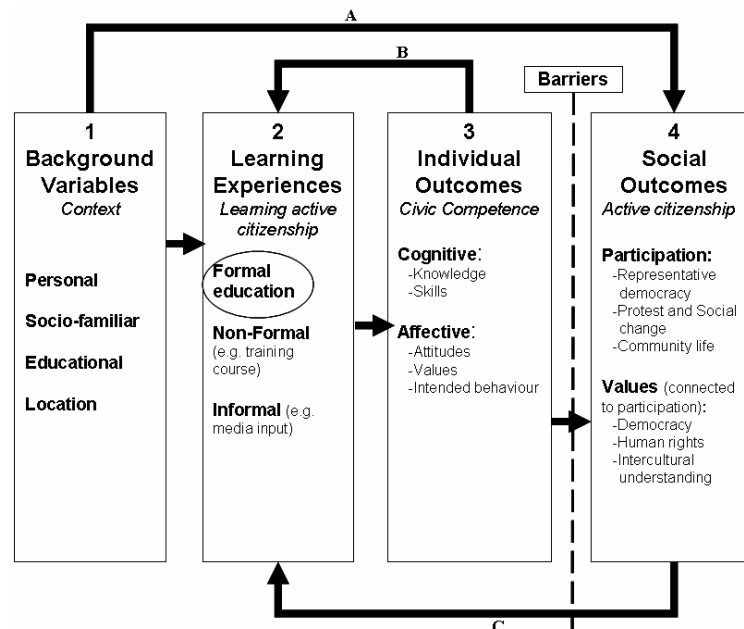 A
B
Barriers
1
Background
Variables
Context
Personal
Socio-familiar
Educational
Location
2
Learning
Experiences
Learning active
citizenship
Formal
education
Non-Formal
(e.g. training
course)
Informal (e.g.
media input)
3
Individual
Outcomes
Civic Competence
Cognitive:
-Knowledge
-Skills
Affective:
-Attitudes
-Values
-Intended behaviour
4
Social
Outcomes
Active citizenship
Participation:
-Representative
democracy
-Protest and Social
change
-Community life
Values (connected
to participation):
-Democracy
-Human rights
-Intercultural
understanding
C